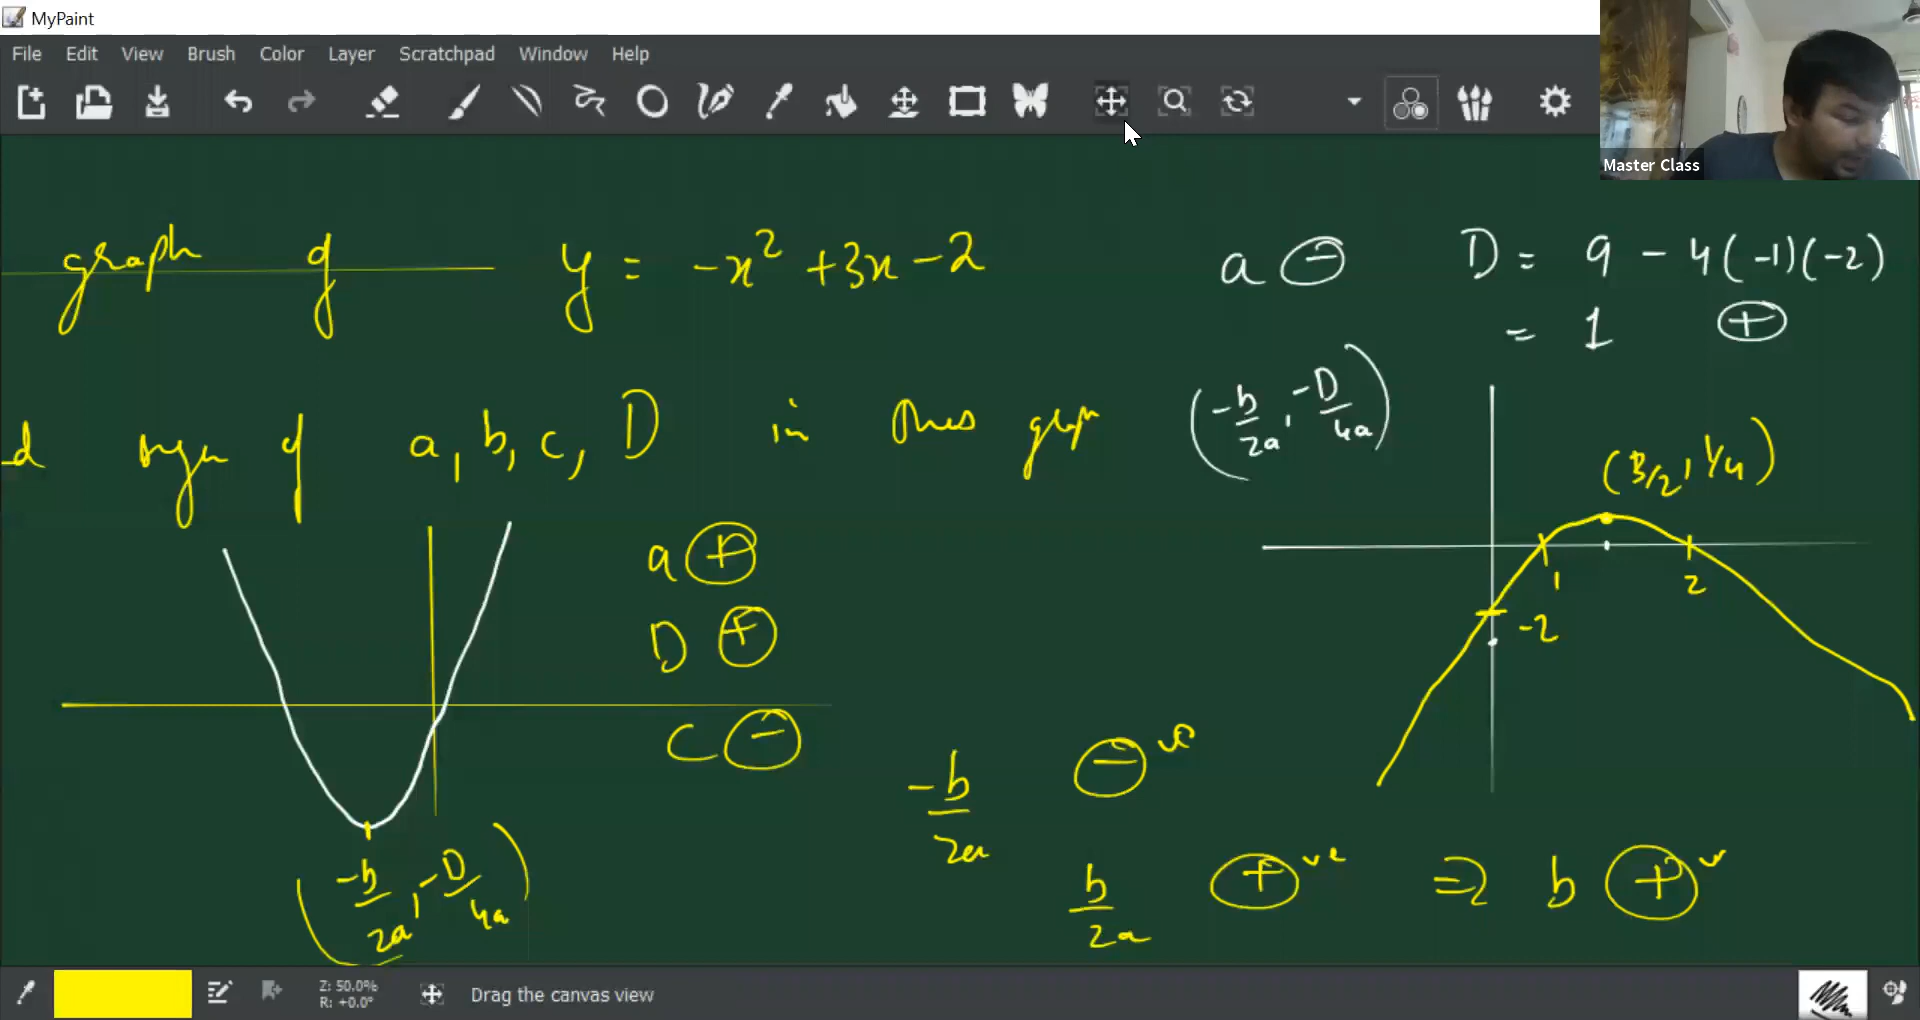 MyPaint
File Edit View Brush Color Layer Scratchpad Window Help
Master Class
graph of y = -x² + 3x - 2
a ⊖ D = 9 - 4(-1)(-2)
= 1 ⊕
d sign of a, b, c, D in this graph
(-b/2a, -D/4a)
(3/2, 1/4)
1 2
-2
a ⊕
D ⊕
c ⊖
(-b/2a, -D/4a)
-b/2a ⊖ ve
b/2a ⊕ ve => b ⊕ v
Z: 50.0%
R: +0.0°
Drag the canvas view